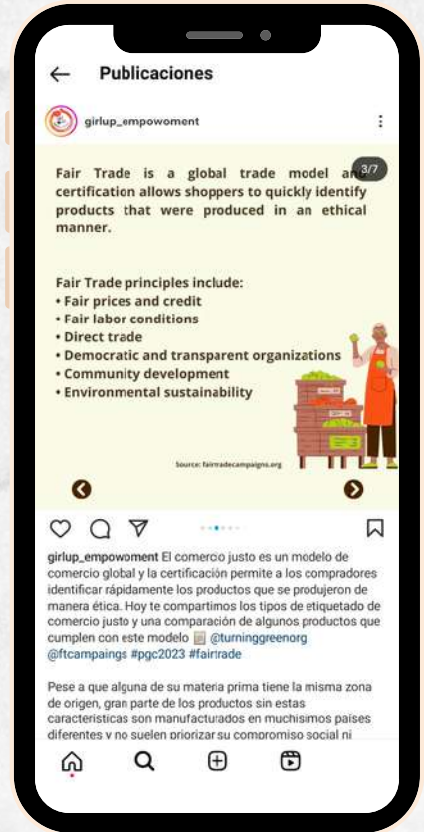 Publicaciones
girlup_empowoment
3/7
Fair Trade is a global trade model and
certification allows shoppers to quickly identify
products that were produced in an ethical
manner.
Fair Trade principles include:
• Fair prices and credit
• Fair labor conditions
• Direct trade
• Democratic and transparent organizations
• Community development
• Environmental sustainability
Source: fairtradecampaigns.org
girlup_empowoment El comercio justo es un modelo de
comercio global y la certificación permite a los compradores
identificar rápidamente los productos que se produjeron de
manera ética. Hoy te compartimos los tipos de etiquetado de
comercio justo y una comparación de algunos productos que
cumplen con este modelo @turninggreenorg
@ftcampaings #pgc2023 #fairtrade
Pese a que alguna de su materia prima tiene la misma zona
de origen, gran parte de los productos sin estas
características son manufacturados en muchisimos países
diferentes y no suelen priorizar su compromiso social ni